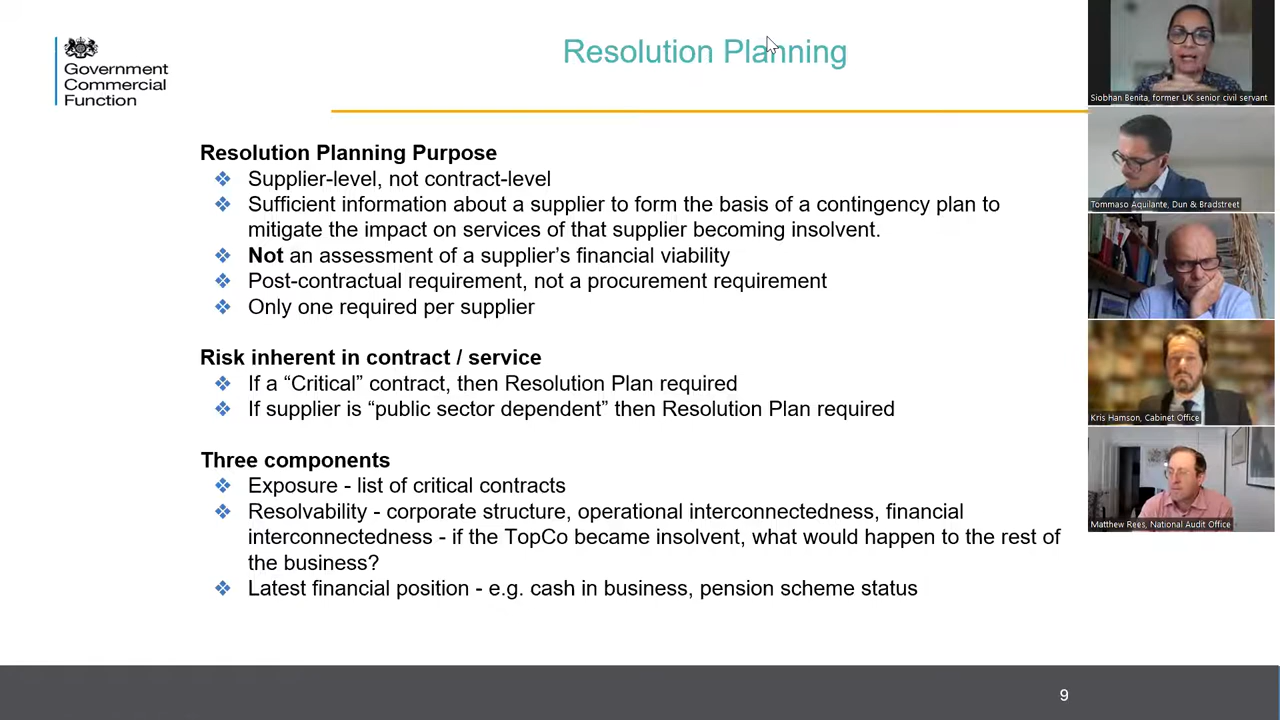 Government
Commercial
Function
Resolution Planning
Resolution Planning Purpose
Supplier-level, not contract-level
Sufficient information about a supplier to form the basis of a contingency plan to
mitigate the impact on services of that supplier becoming insolvent.
Not an assessment of a supplier's financial viability
Post-contractual requirement, not a procurement requirement
Only one required per supplier
Risk inherent in contract / service
If a “Critical” contract, then Resolution Plan required
If supplier is “public sector dependent” then Resolution Plan required
Three components
Exposure - list of critical contracts
Resolvability - corporate structure, operational interconnectedness, financial
interconnectedness - if the TopCo became insolvent, what would happen to the rest of
the business?
Latest financial position - e.g. cash in business, pension scheme status
9
Siobhan Benita, former UK senior civil servant
Tommaso Aquilante, Dun & Bradstreet
Kris Hamson, Cabinet Office
Matthew Rees, National Audit Office